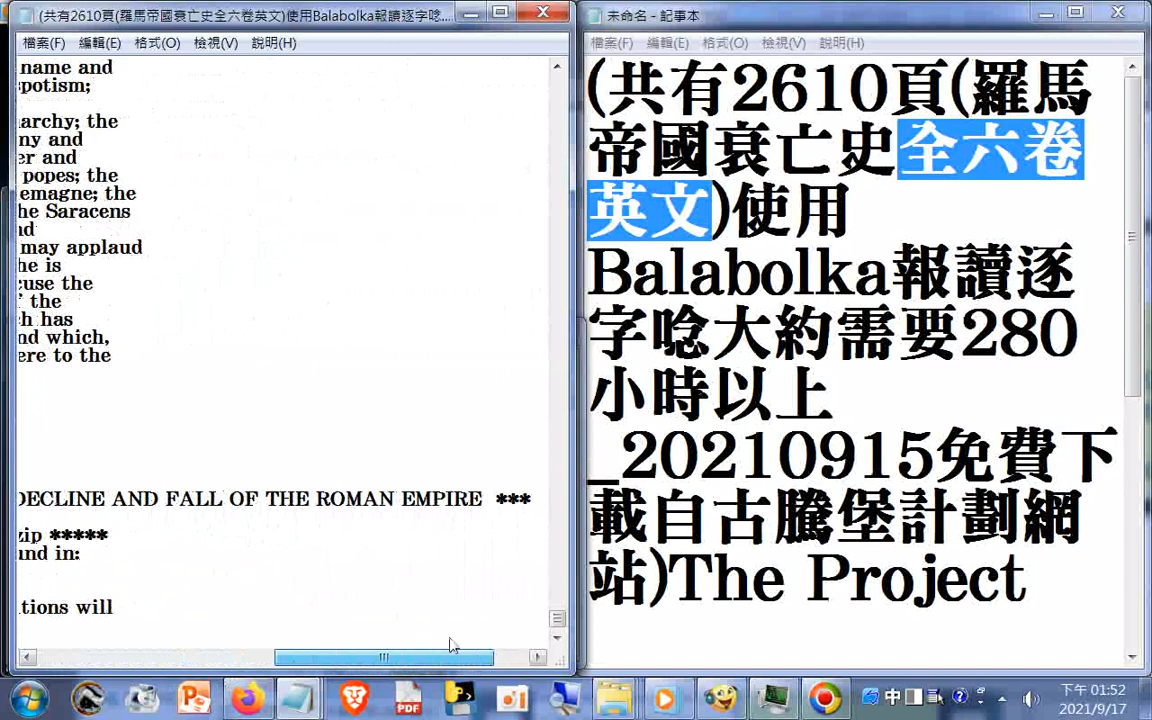 (共有2610頁(羅馬帝國衰亡史全六卷英文)使用Balabolka報讀逐字唸....
檔案(F) 編輯(E) 格式(O) 檢視(V) 說明(H)
name and
spotism;
archy; the
ny and
er and
popes; the
emagne; the
he Saracens
nd
may applaud
he is
cuse the
f the
ch has
nd which,
ere to the
DECLINE AND FALL OF THE ROMAN EMPIRE ***
zip *****
und in:
itions will
未命名 - 記事本
檔案(F) 編輯(E) 格式(O) 檢視(V) 說明(H)
(共有2610頁(羅馬
帝國衰亡史全六卷
英文)使用
Balabolka報讀逐
字唸大約需要280
小時以上
_20210915免費下
載自古騰堡計劃網
站)The Project
PDF
中
下午 01:52
2021/9/17